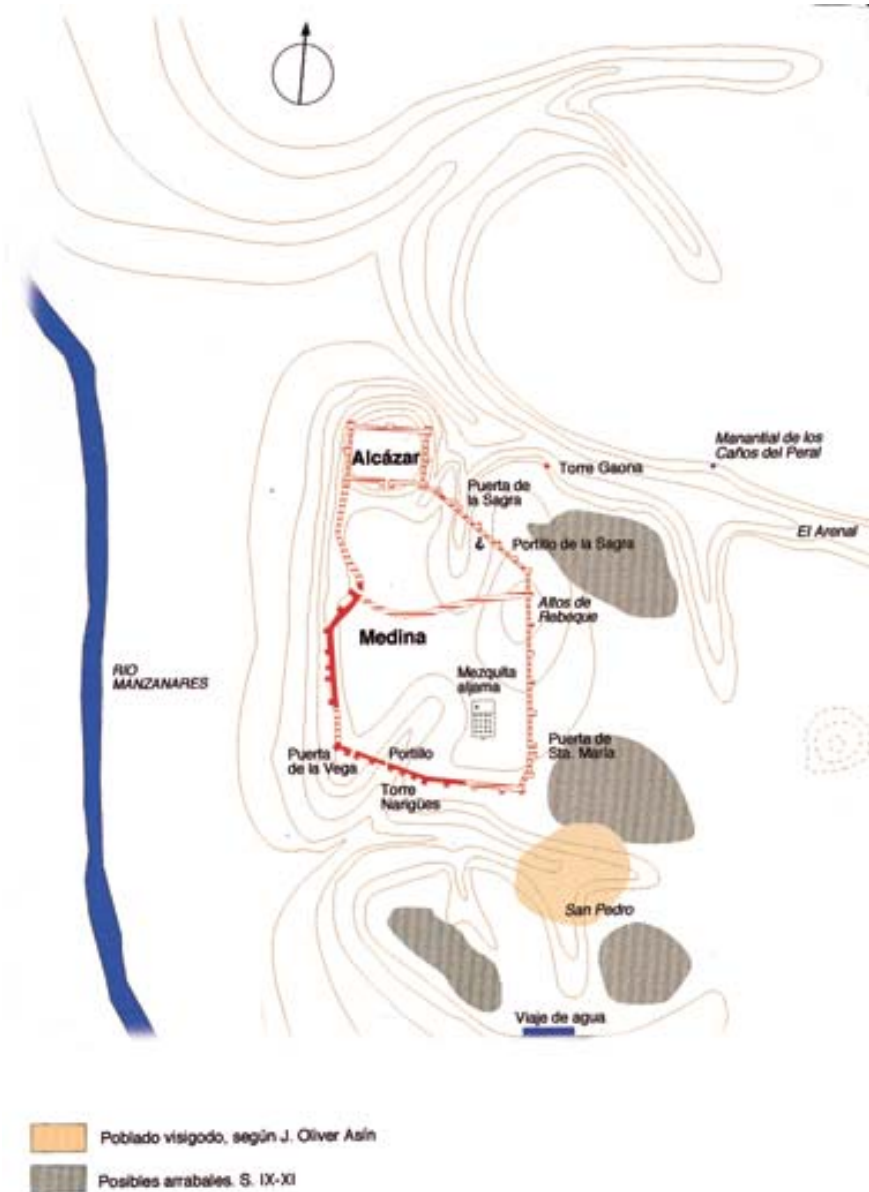 Manantial de los
Caños del Peral
Alcázar
Torre Gaona
Puerta de
la Sagra
El Arenal
¿
Portillo de la Sagra
Altos de
Rebeque
Medina
RIO
MANZANARES
Mezquita
aljama
Puerta
de la Vega
Portillo
Puerta de
Sta. María
Torre
Narigües
San Pedro
Viaje de agua
Poblado visigodo, según J. Oliver Asín
Posibles arrabales. S. IX-XI